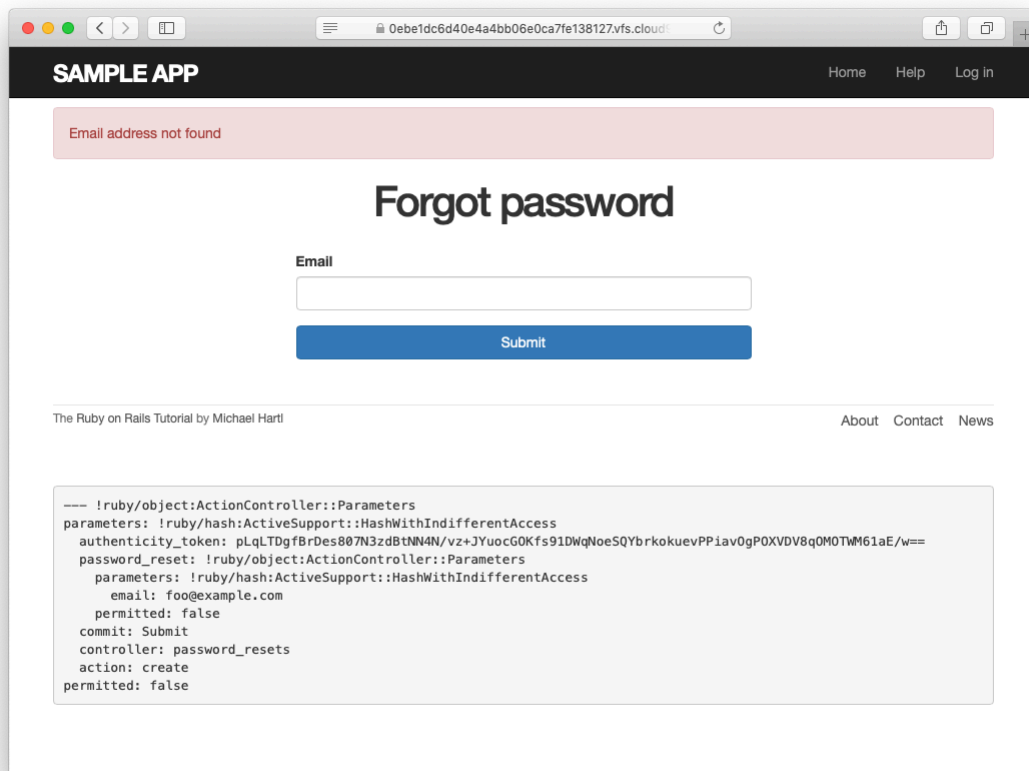 0ebe1dc6d40e4a4bb06e0ca7fe138127.vfs.cloud9
SAMPLE APP Home Help Log in
Email address not found
Forgot password
Email
Submit
The Ruby on Rails Tutorial by Michael Hartl About Contact News
--- !ruby/object:ActionController::Parameters
parameters: !ruby/hash:ActiveSupport::HashWithIndifferentAccess
  authenticity_token: pLqLTDgfBrDes807N3zdBtNN4N/vz+JYuocGOKfs91DWqNoeSQYbrkokuevPPiavOgPOXVDV8qOMOTWM61aE/w==
  password_reset: !ruby/object:ActionController::Parameters
    parameters: !ruby/hash:ActiveSupport::HashWithIndifferentAccess
      email: foo@example.com
    permitted: false
  commit: Submit
  controller: password_resets
  action: create
permitted: false